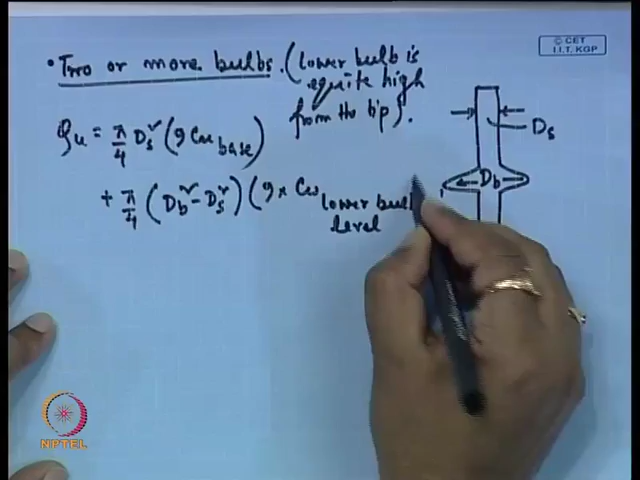 © CET
I.I.T. KGP
• Two or more bulbs. (lower bulb is
equite high
from the tip).
Qu = π/4 Ds² (9 Cu base)
+ π/4 (Db² - Ds²) (9 × Cu lower bulb
level
Ds
Db
NPTEL